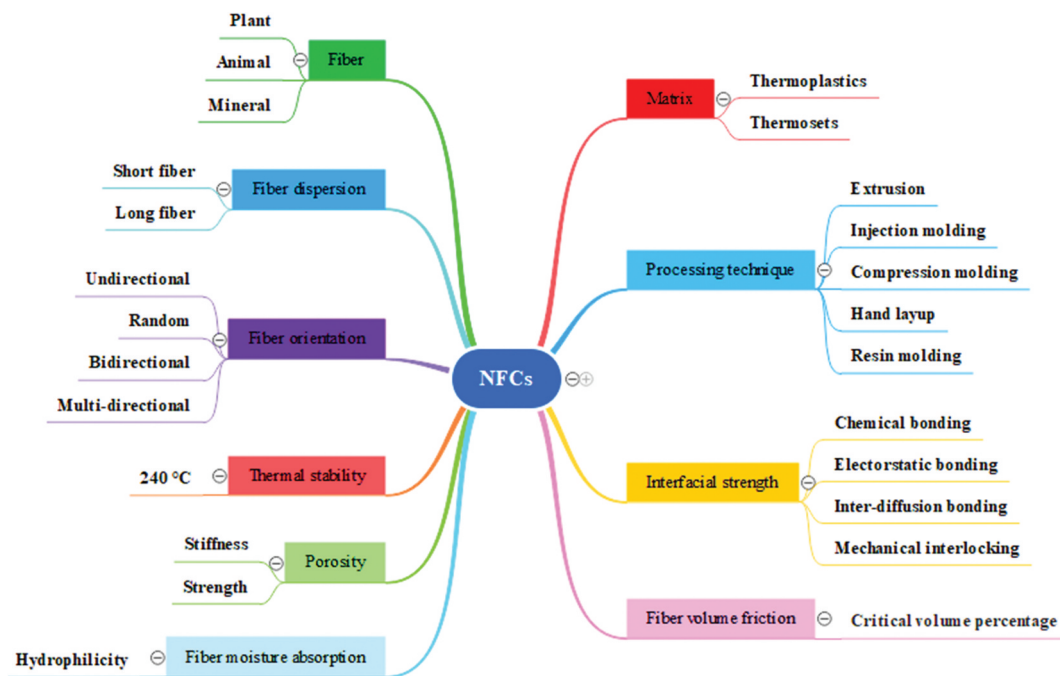 Plant
Animal
Mineral
Fiber
Short fiber
Long fiber
Fiber dispersion
Undirectional
Random
Bidirectional
Multi-directional
Fiber orientation
240 °C
Thermal stability
Stiffness
Strength
Porosity
Hydrophilicity
Fiber moisture absorption
NFCs
Matrix
Thermoplastics
Thermosets
Processing technique
Extrusion
Injection molding
Compression molding
Hand layup
Resin molding
Interfacial strength
Chemical bonding
Electorstatic bonding
Inter-diffusion bonding
Mechanical interlocking
Fiber volume friction
Critical volume percentage